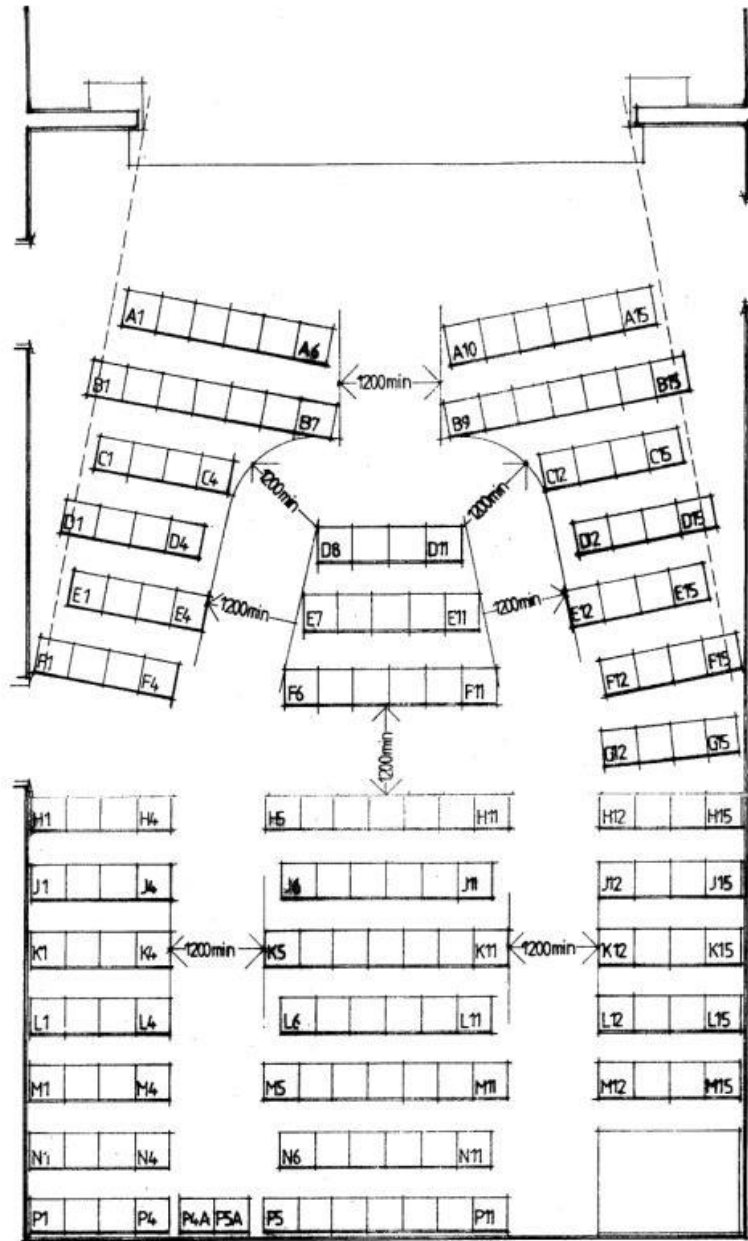 A1 A6 A10 A15
1200min
B1 B7 B9 B15
C1 C4 C12 C15
1200min 1200min
D1 D4 D8 D11 D12 D15
E1 E4 E7 E11 E12 E15
1200min 1200min
F1 F4 F6 F11 F12 F15
1200min
G12 G15
H1 H4 H5 H11 H12 H15
J1 J4 J6 J11 J12 J15
K1 K4 1200min K5 K11 1200min K12 K15
L1 L4 L6 L11 L12 L15
M1 M4 M5 M11 M12 M15
N1 N4 N6 N11
P1 P4 P4A P5A P5 P11